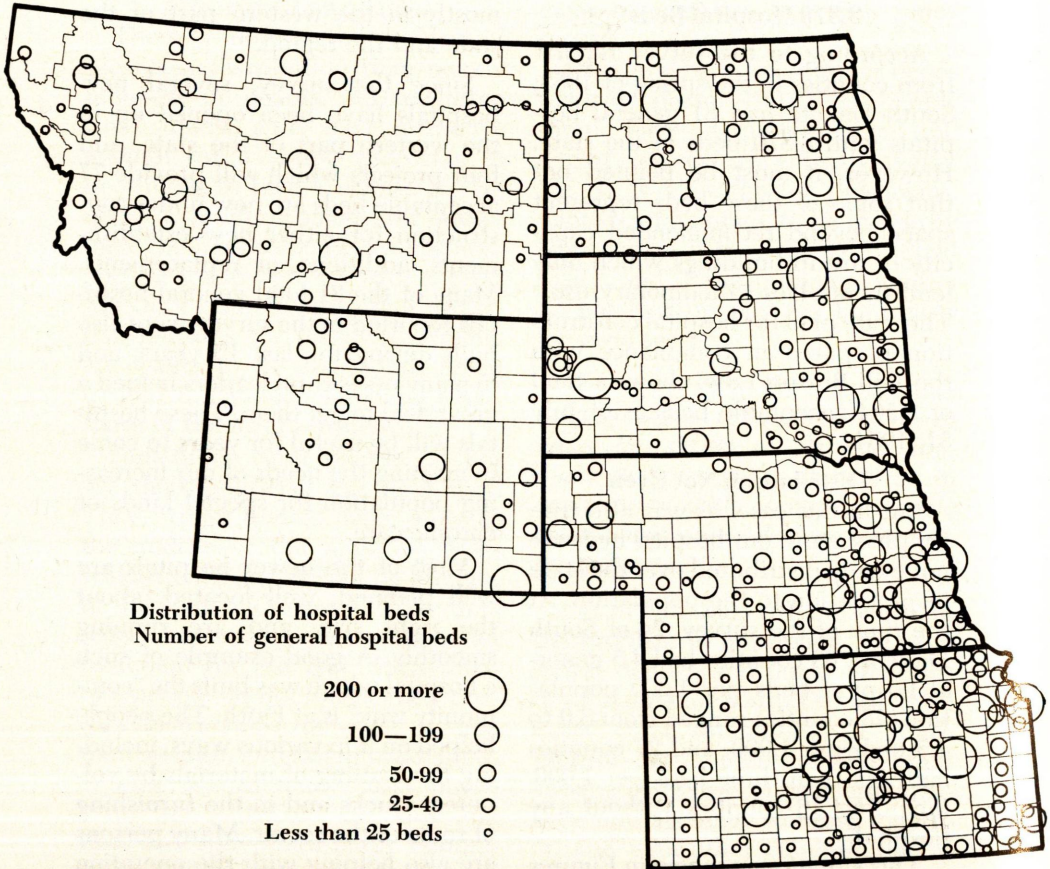 Distribution of hospital beds
Number of general hospital beds
200 or more
100—199
50-99
25-49
Less than 25 beds